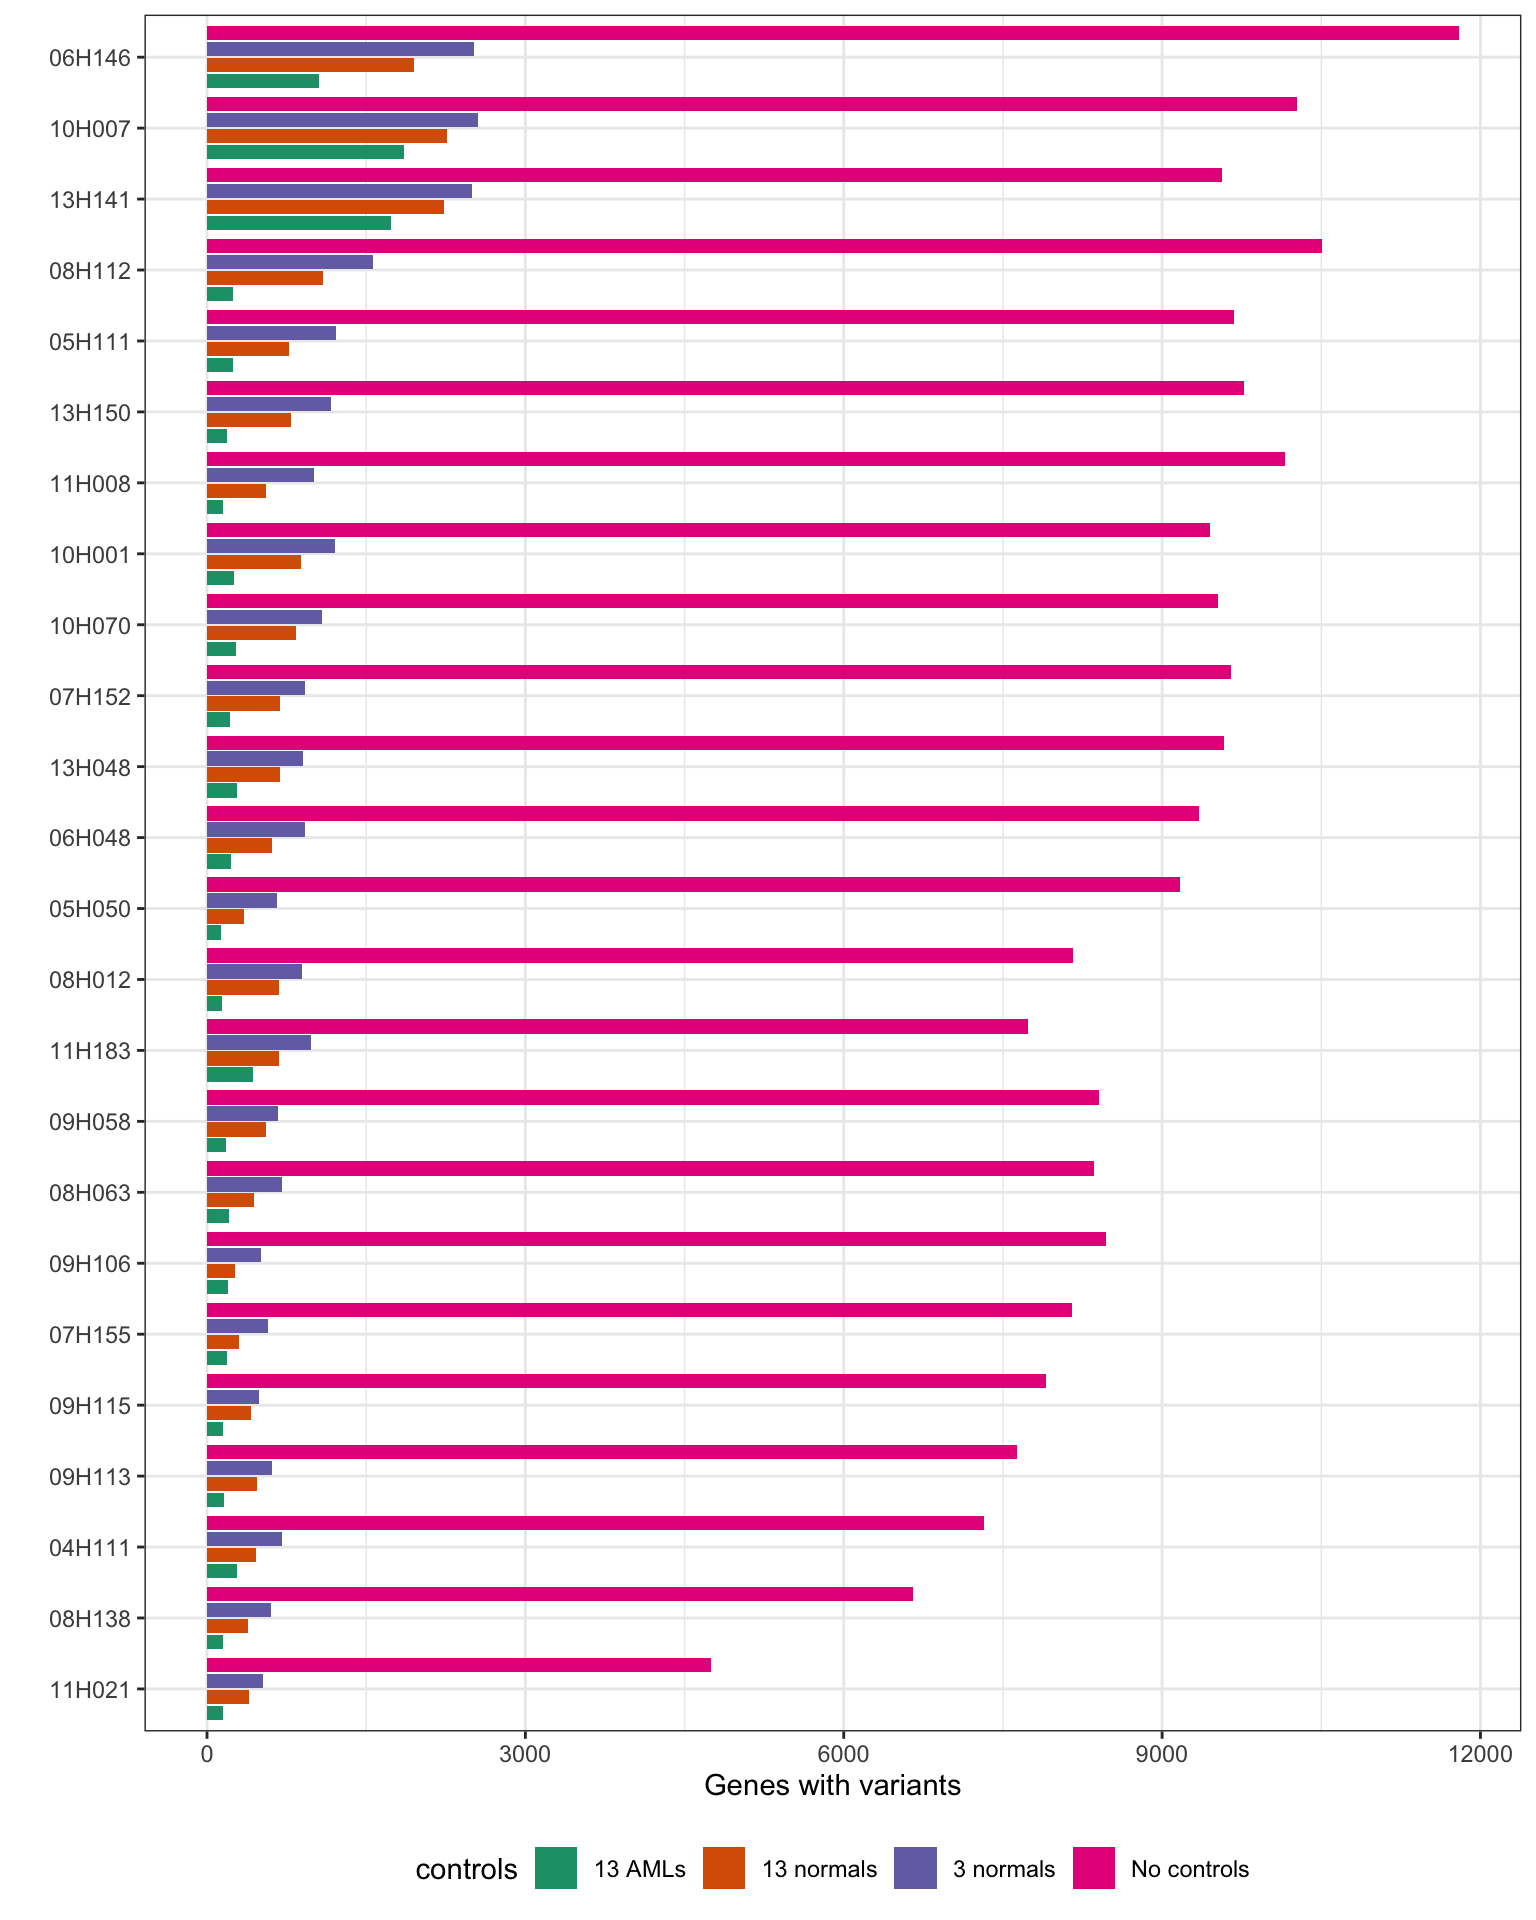 06H146
10H007
13H141
08H112
05H111
13H150
11H008
10H001
10H070
07H152
13H048
06H048
05H050
08H012
11H183
09H058
08H063
09H106
07H155
09H115
09H113
04H111
08H138
11H021
0 3000 6000 9000 12000
Genes with variants
controls 13 AMLs 13 normals 3 normals No controls